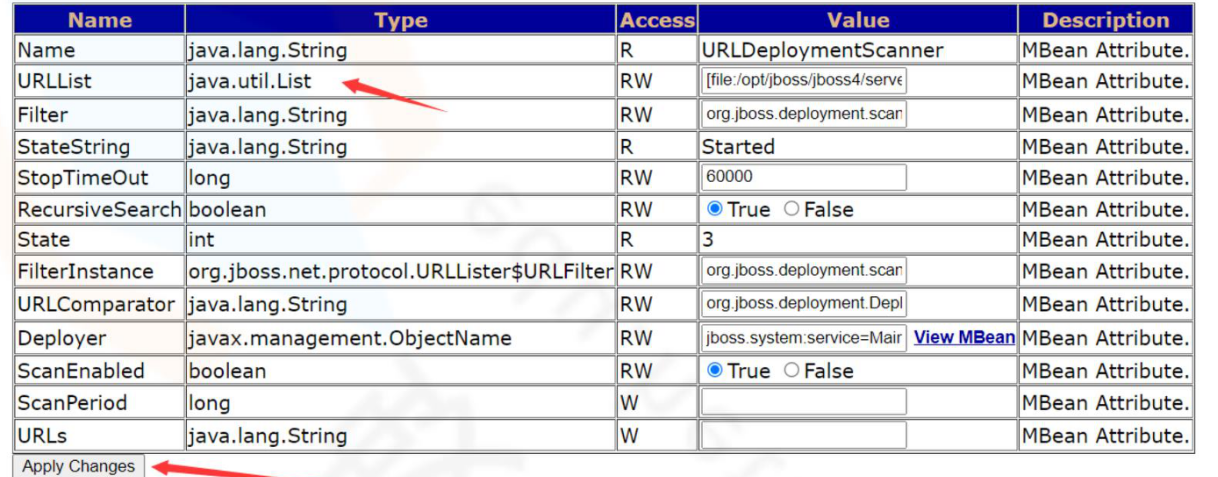 Name Type Access Value Description
Name java.lang.String R URLDeploymentScanner MBean Attribute.
URLList java.util.List RW [file:/opt/jboss/jboss4/serve MBean Attribute.
Filter java.lang.String RW org.jboss.deployment.scan MBean Attribute.
StateString java.lang.String R Started MBean Attribute.
StopTimeOut long RW 60000 MBean Attribute.
RecursiveSearch boolean RW True False MBean Attribute.
State int R 3 MBean Attribute.
FilterInstance org.jboss.net.protocol.URLLister$URLFilter RW org.jboss.deployment.scan MBean Attribute.
URLComparator java.lang.String RW org.jboss.deployment.Depl MBean Attribute.
Deployer javax.management.ObjectName RW jboss.system:service=Mair View MBean MBean Attribute.
ScanEnabled boolean RW True False MBean Attribute.
ScanPeriod long W MBean Attribute.
URLs java.lang.String W MBean Attribute.
Apply Changes